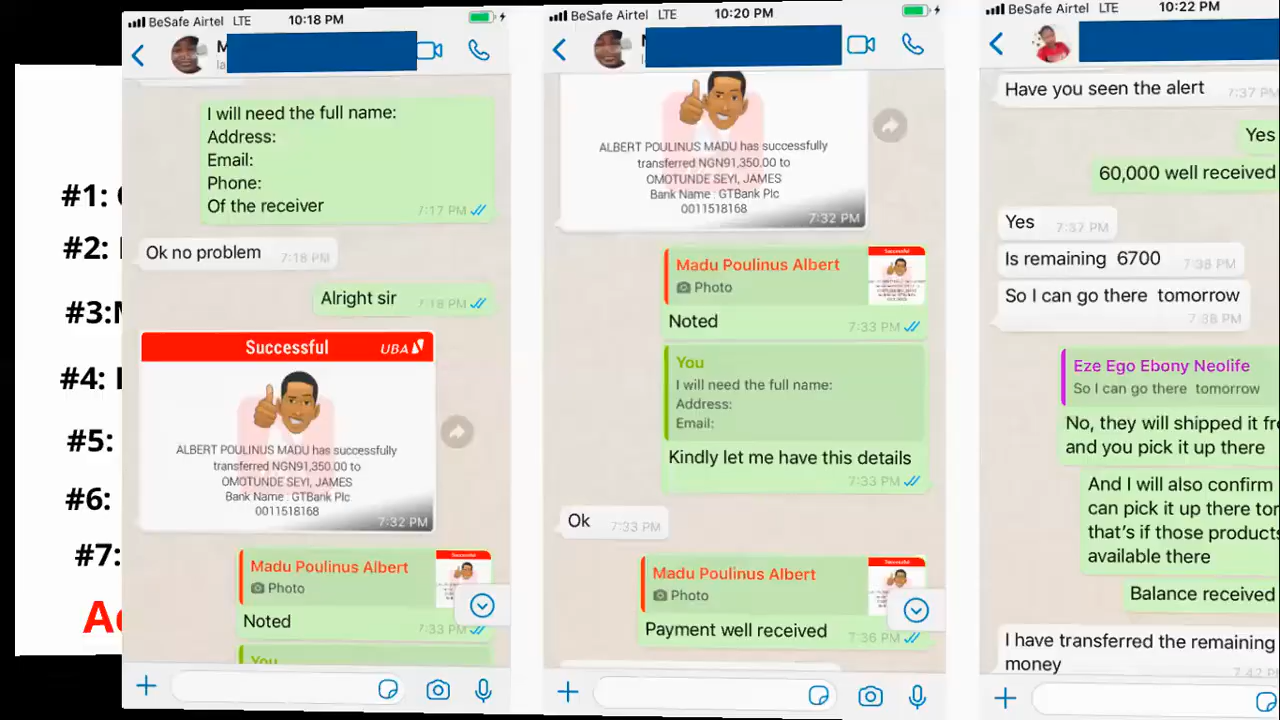 #1:
#2:
#3:
#4:
#5:
#6:
#7:
BeSafe Airtel LTE 10:18 PM
I will need the full name:
Address:
Email:
Phone:
Of the receiver
7:17 PM
Ok no problem 7:18 PM
Alright sir 7:18 PM
Successful UBA
ALBERT POULINUS MADU has successfully
transferred NGN91,350.00 to
OMOTUNDE SEYI, JAMES
Bank Name : GTBank Plc
0011518168
7:32 PM
Madu Poulinus Albert
Photo
Successful
Noted
7:33 PM
You
BeSafe Airtel LTE 10:20 PM
ALBERT POULINUS MADU has successfully
transferred NGN91,350.00 to
OMOTUNDE SEYI, JAMES
Bank Name : GTBank Plc
0011518168
7:32 PM
Madu Poulinus Albert
Photo
Successful
Noted
7:33 PM
You
I will need the full name:
Address:
Email:
Kindly let me have this details
7:33 PM
Ok 7:33 PM
Madu Poulinus Albert
Photo
Successful
Payment well received
7:36 PM
BeSafe Airtel LTE 10:22 PM
Have you seen the alert 7:37 PM
Yes
60,000 well received
Yes 7:37 PM
Is remaining 6700 7:38 PM
So I can go there tomorrow
7:38 PM
Eze Ego Ebony Neolife
So I can go there tomorrow
No, they will shipped it
and you pick it up there
And I will also confirm
can pick it up there
that's if those products
available there
Balance received
I have transferred the remaining
money 7:42 PM